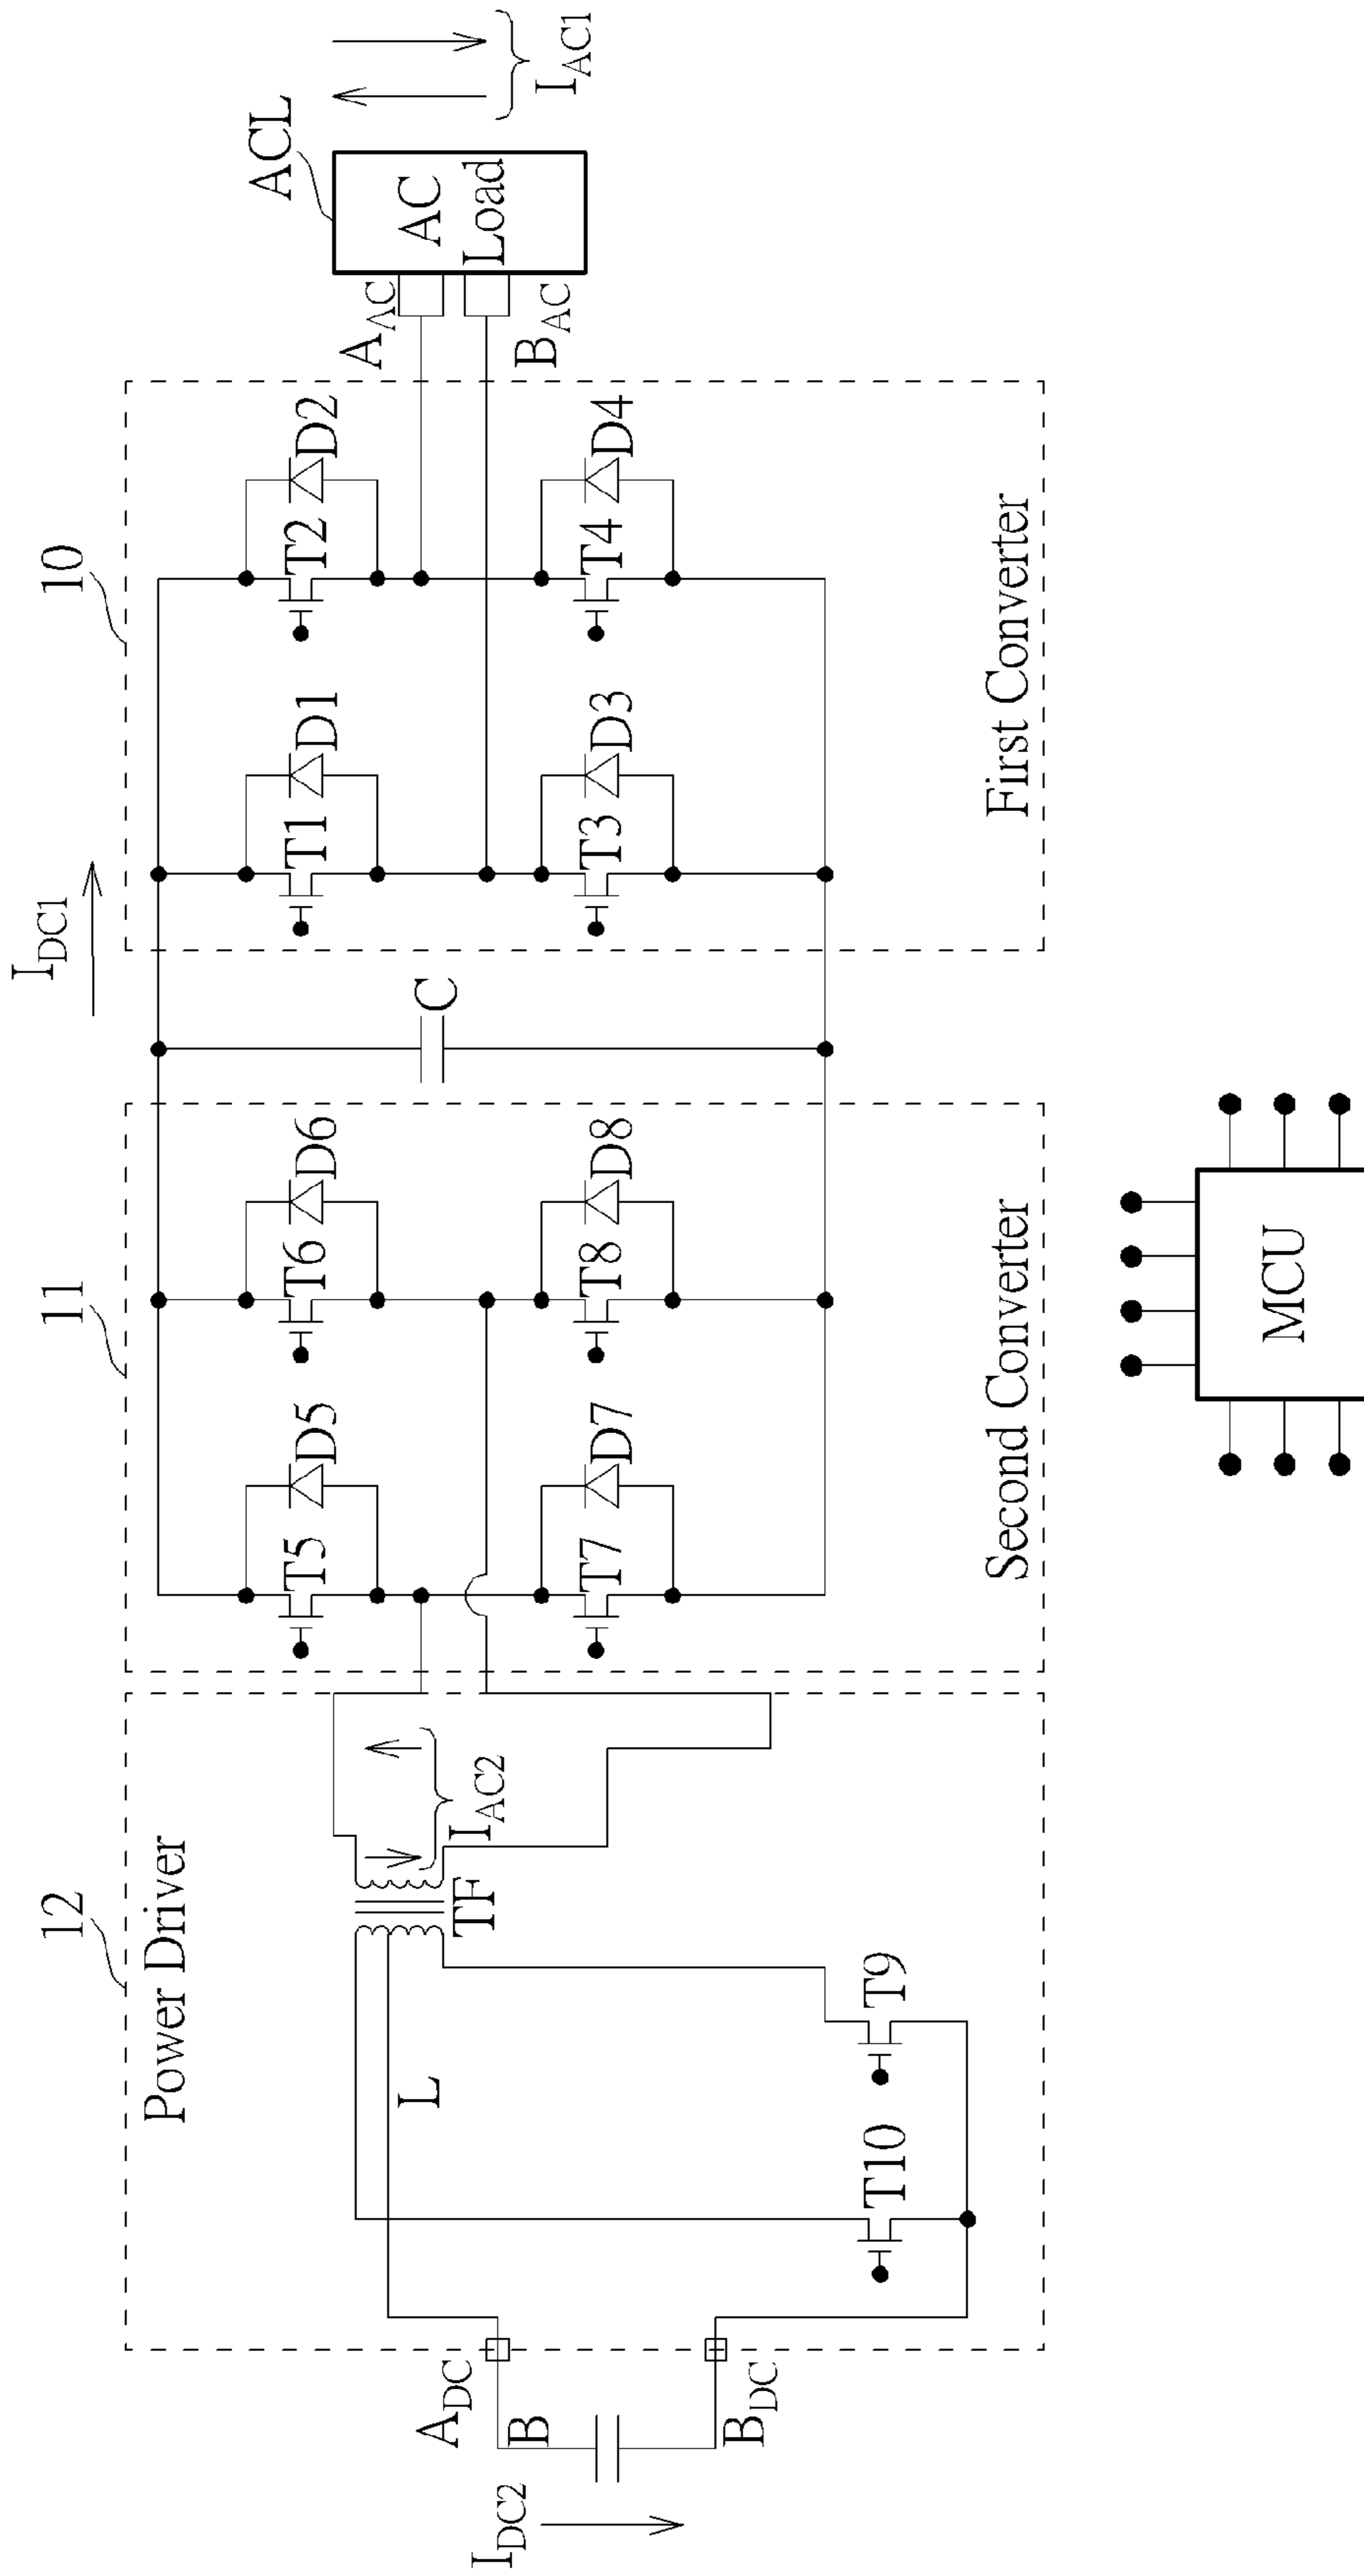 12
11
10
I_DC1
Power Driver
T5
D5
T6
D6
T1
D1
T2
D2
ACL
I_AC2
TF
L
C
A_AC
AC
Load
B_AC
I_AC1
I_DC2
A_DC
B
B_DC
T10
T9
T7
D7
T8
D8
T3
D3
T4
D4
Second Converter
First Converter
MCU